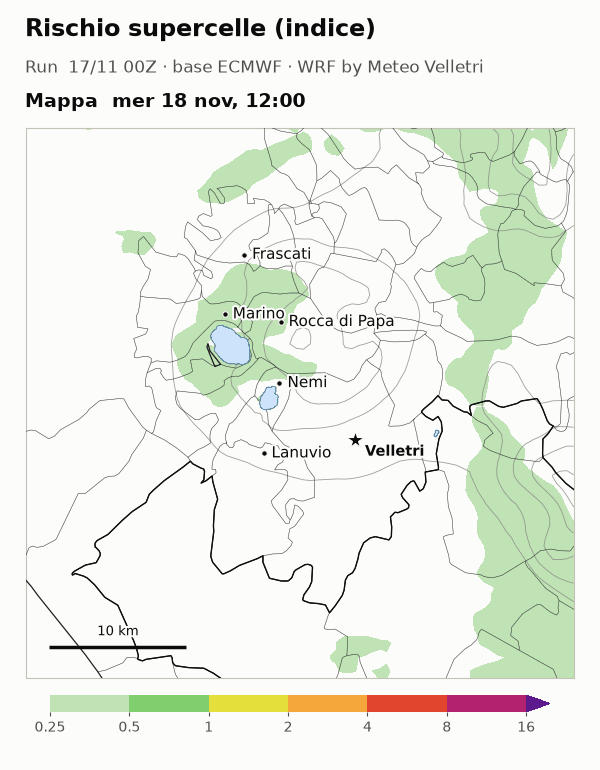 Rischio supercelle (indice)
Run  17/11 00Z · base ECMWF · WRF by Meteo Velletri
Mappa  mer 18 nov, 12:00
Frascati
Marino
Rocca di Papa
Nemi
Velletri
Lanuvio
10 km
0.25 0.5 1 2 4 8 16